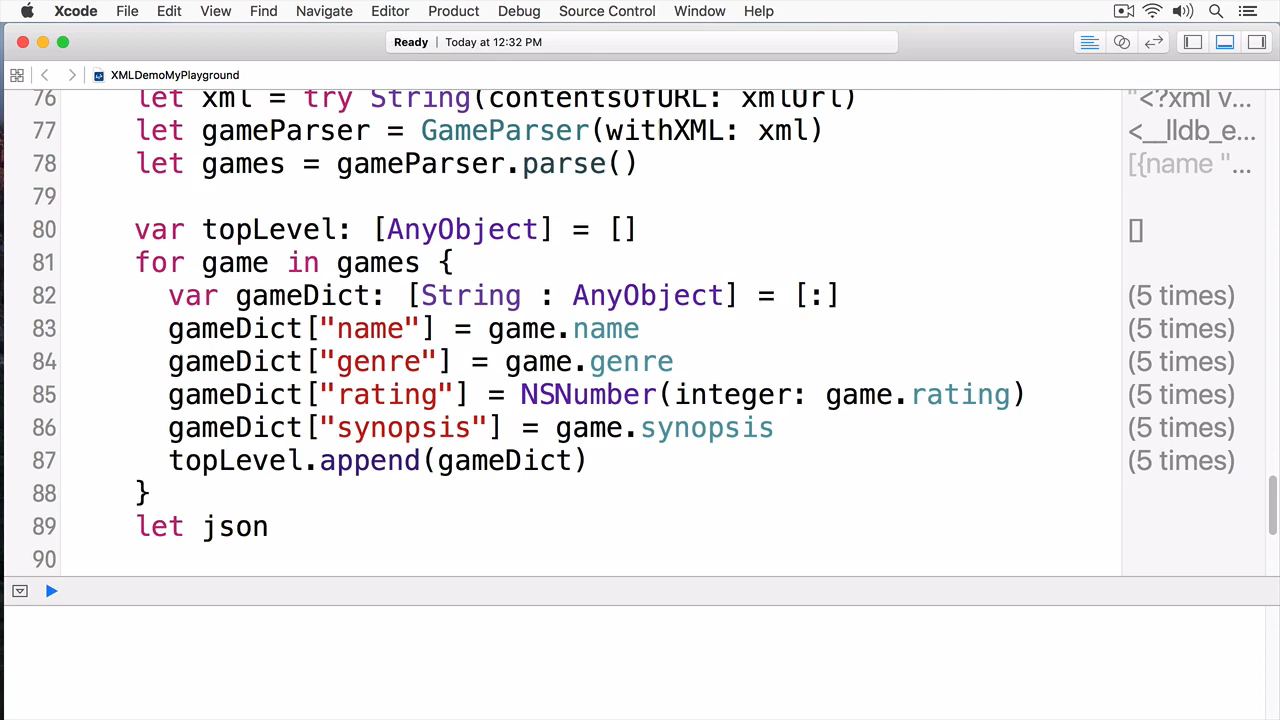 Xcode File Edit View Find Navigate Editor Product Debug Source Control Window Help
Ready | Today at 12:32 PM
XMLDemoMyPlayground
76 let xml = try String(contentsOfURL: xmlUrl) "<?xml v...
77 let gameParser = GameParser(withXML: xml) <__lldb_e...
78 let games = gameParser.parse() [{name "...
79
80 var topLevel: [AnyObject] = [] []
81 for game in games {
82 var gameDict: [String : AnyObject] = [:] (5 times)
83 gameDict["name"] = game.name (5 times)
84 gameDict["genre"] = game.genre (5 times)
85 gameDict["rating"] = NSNumber(integer: game.rating) (5 times)
86 gameDict["synopsis"] = game.synopsis (5 times)
87 topLevel.append(gameDict) (5 times)
88 }
89 let json
90